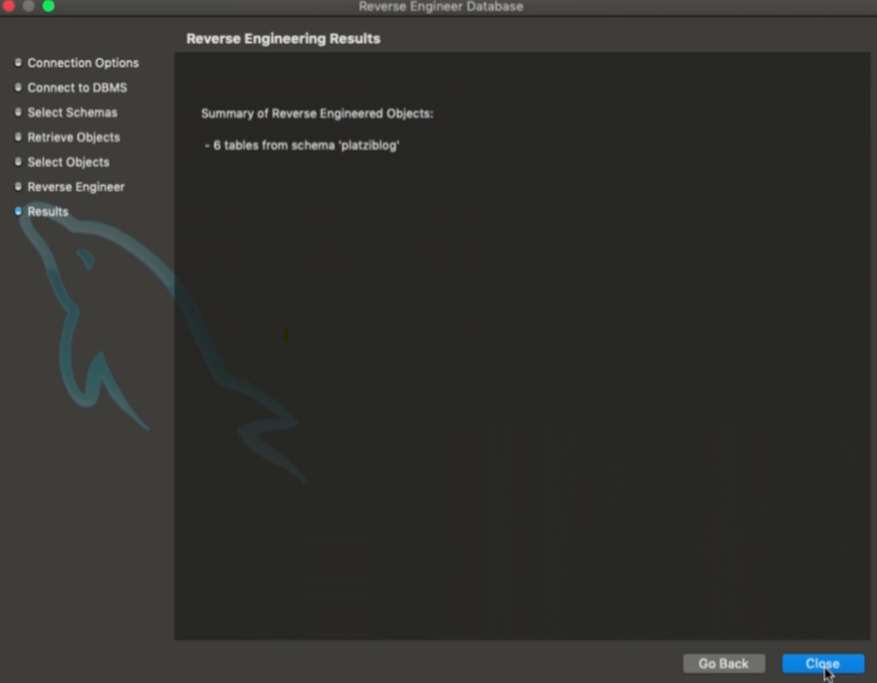 Reverse Engineer Database
Reverse Engineering Results
Connection Options
Connect to DBMS
Select Schemas
Retrieve Objects
Select Objects
Reverse Engineer
Results
Summary of Reverse Engineered Objects:
- 6 tables from schema 'platziblog'
Go Back
Close